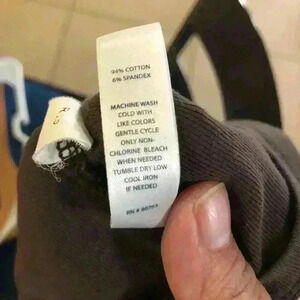 94% COTTON
6% SPANDEX
MACHINE WASH
COLD WITH
LIKE COLORS
GENTLE CYCLE
ONLY NON-
CHLORINE BLEACH
WHEN NEEDED
TUMBLE DRY LOW
COOL IRON
IF NEEDED